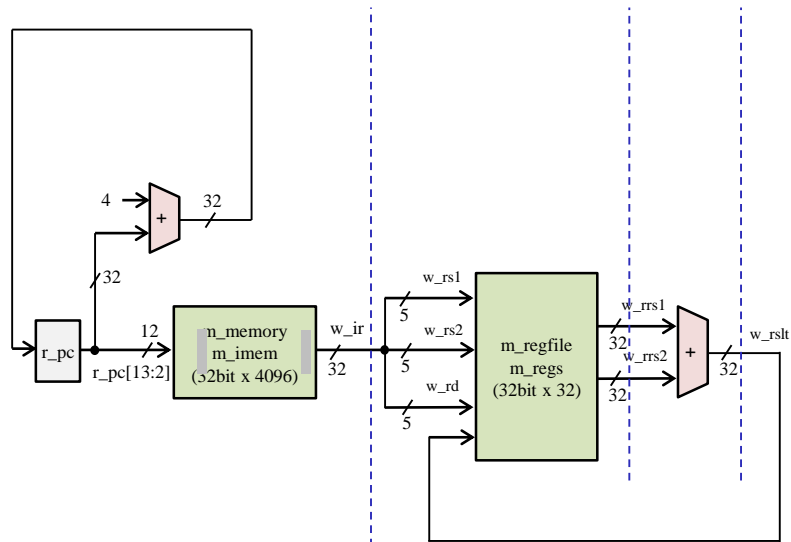 4
+
32
32
r_pc
12
r_pc[13:2]
m_memory
m_imem
(32bit x 4096)
w_ir
32
w_rs1
5
w_rs2
5
w_rd
5
m_regfile
m_regs
(32bit x 32)
w_rrs1
32
w_rrs2
32
+
32
w_rslt